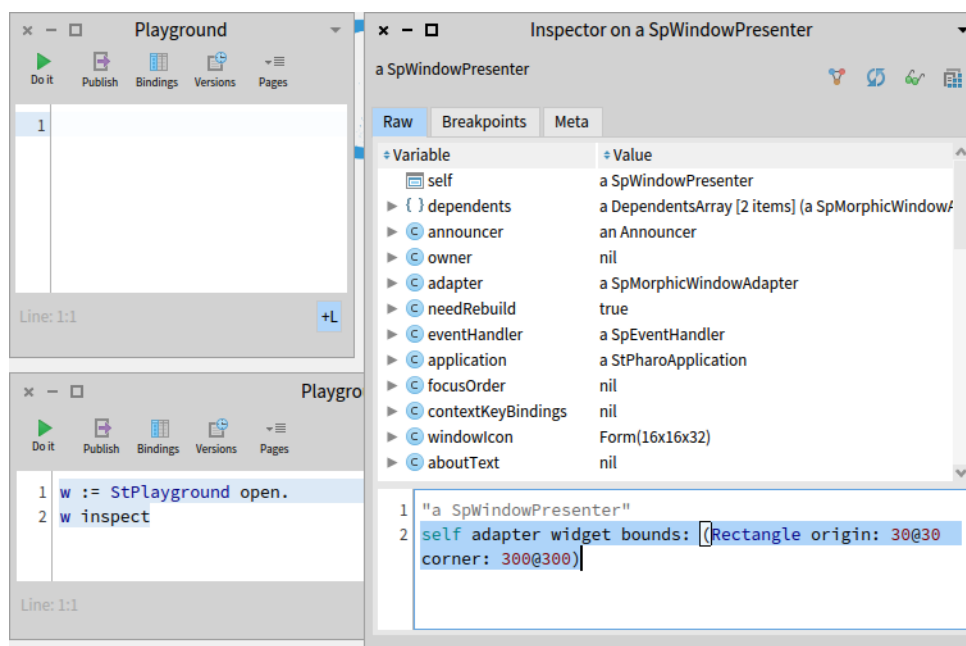 Playground
Do it Publish Bindings Versions Pages
1
Line: 1:1 +L
Playgro
Do it Publish Bindings Versions Pages
1 w := StPlayground open.
2 w inspect
Line: 1:1
Inspector on a SpWindowPresenter
a SpWindowPresenter
Raw Breakpoints Meta
Variable Value
self a SpWindowPresenter
{ } dependents a DependentsArray [2 items] (a SpMorphicWindowA
C announcer an Announcer
C owner nil
C adapter a SpMorphicWindowAdapter
C needRebuild true
C eventHandler a SpEventHandler
C application a StPharoApplication
C focusOrder nil
C contextKeyBindings nil
C windowIcon Form(16x16x32)
C aboutText nil
1 "a SpWindowPresenter"
2 self adapter widget bounds: (Rectangle origin: 30@30
corner: 300@300)